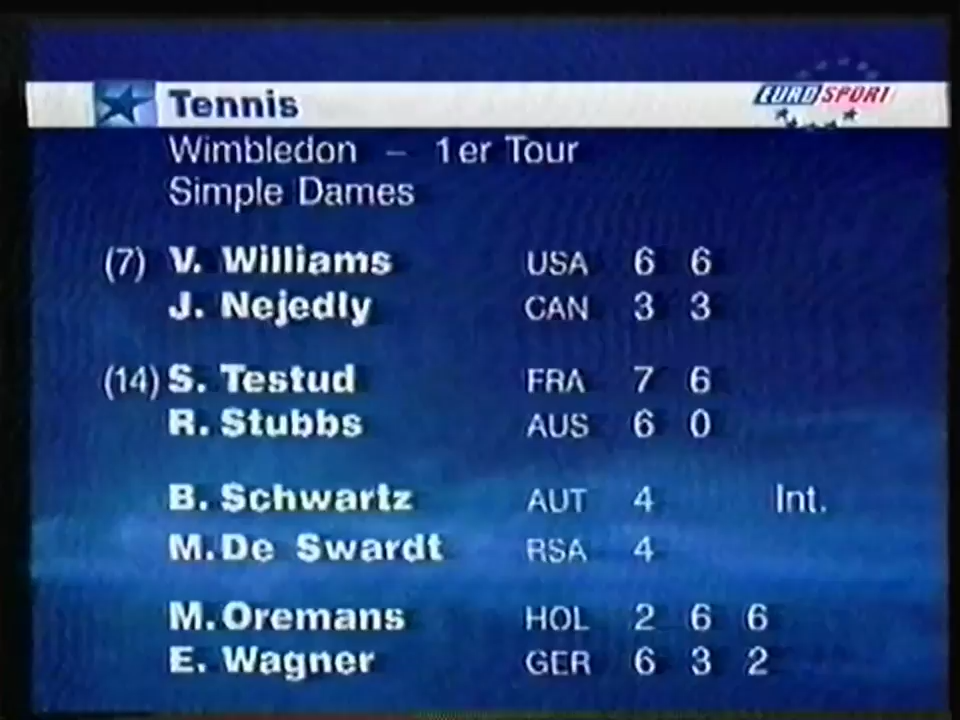 Tennis EUROSPORT
Wimbledon – 1er Tour
Simple Dames
(7) V. Williams USA 6 6
J. Nejedly CAN 3 3
(14) S. Testud FRA 7 6
R. Stubbs AUS 6 0
B. Schwartz AUT 4 Int.
M. De Swardt RSA 4
M. Oremans HOL 2 6 6
E. Wagner GER 6 3 2